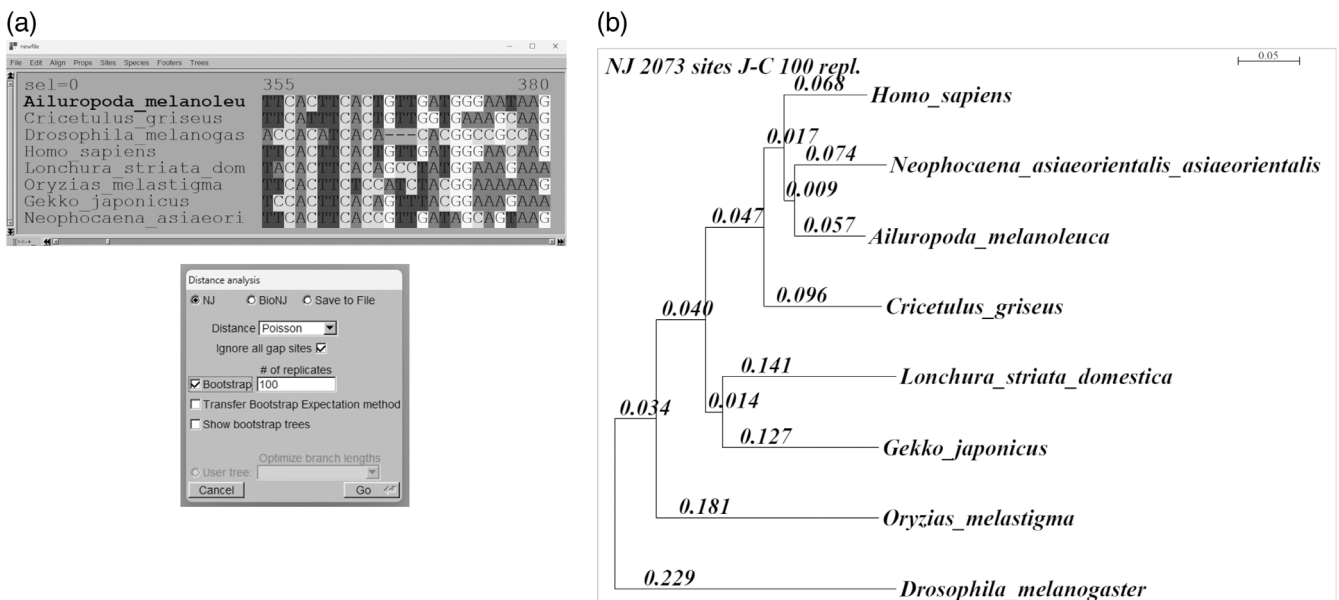 (a)
newfile
File Edit Align Props Sites Species Footers Trees
sel=0 355 380
Ailuropoda_melanoleu TTCACTTCACTGTTGATGGGAATAAG
Cricetulus_griseus TTCATTTCACTGTTGGTGAAAGCAAG
Drosophila_melanogas ACCACATCACA---CACGGCCGCCAG
Homo_sapiens TTCACTTCACTGTTGATGGGAACAAG
Lonchura_striata_dom TACACTTCACAGCCTATGGAAAGAAA
Oryzias_melastigma TTCACTTCTCCATCTACGGAAAAAAG
Gekko_japonicus TCCACTTCACAGTTTACGGAAAGAAA
Neophocaena_asiaeori TTCACTTCACCGTTGATAGCAGTAAG
Distance analysis
NJ BioNJ Save to File
Distance Poisson
Ignore all gap sites
# of replicates
Bootstrap 100
Transfer Bootstrap Expectation method
Show bootstrap trees
Optimize branch lengths
User tree:
Cancel Go
(b)
NJ 2073 sites J-C 100 repl.
0.05
0.068 Homo_sapiens
0.017
0.074 Neophocaena_asiaeorientalis_asiaeorientalis
0.009
0.047
0.057 Ailuropoda_melanoleuca
0.096 Cricetulus_griseus
0.040
0.141 Lonchura_striata_domestica
0.014
0.034
0.127 Gekko_japonicus
0.181 Oryzias_melastigma
0.229 Drosophila_melanogaster